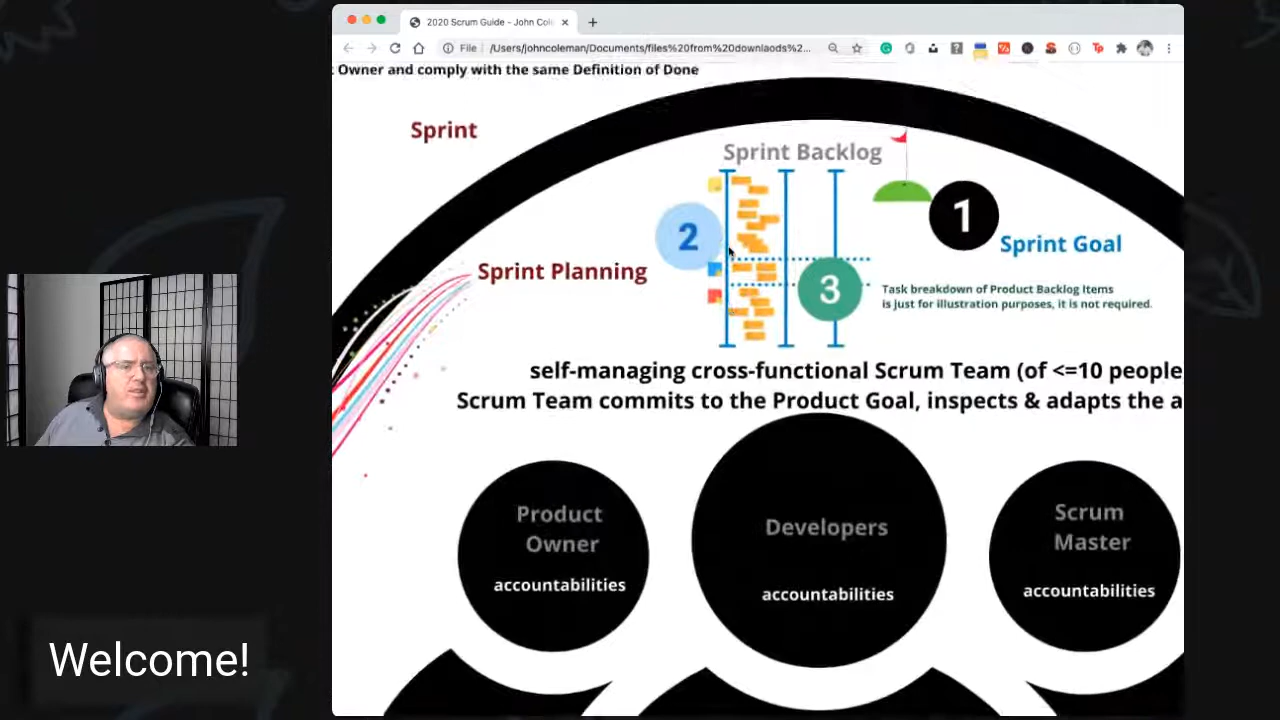 2020 Scrum Guide - John Col
File
/Users/johncoleman/Documents/files%20from%20downlaods%2...
Owner and comply with the same Definition of Done
Sprint
Sprint Backlog
1
2
Sprint Goal
Sprint Planning
3
Task breakdown of Product Backlog Items
is just for illustration purposes, it is not required.
self-managing cross-functional Scrum Team (of <=10 people
Scrum Team commits to the Product Goal, inspects & adapts the a
Product
Owner
accountabilities
Developers
accountabilities
Scrum
Master
accountabilities
Welcome!